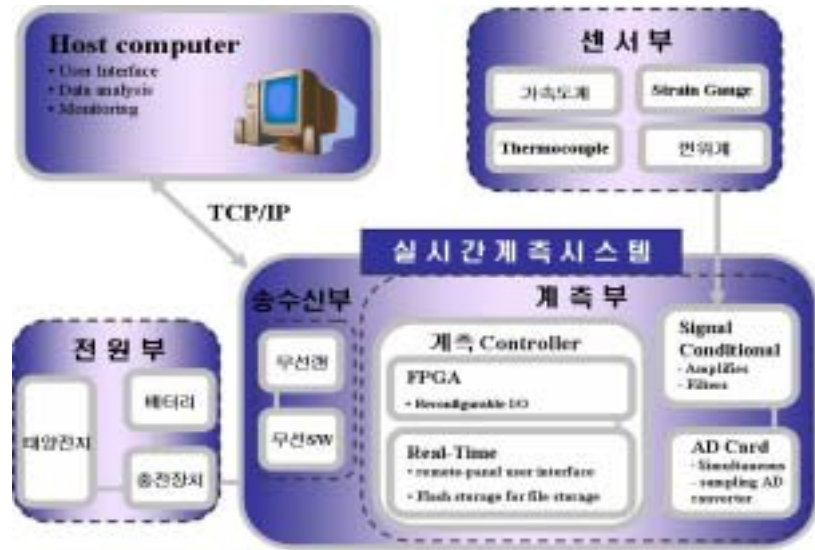 Host computer
• User Interface
• Data analysis
• Monitoring
센 서 부
가속도계
Strain Gauge
Thermocouple
변위계
TCP/IP
실 시 간 계 측 시 스 템
송수신부
무선랜
무선S/W
계 측 부
계측 Controller
FPGA
• Reconfigurable I/O
Real-Time
• remote-panel user interface
• Flash storage for file storage
Signal
Conditional
- Amplifies
- Filters
AD Card
- Simultaneous
- sampling AD
converter
전 원 부
태양전지
배터리
충전장치